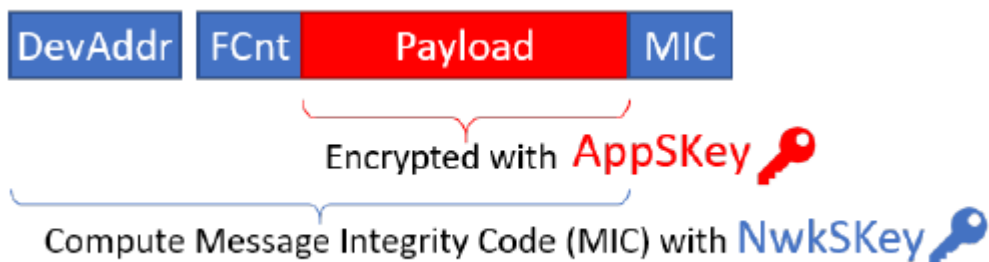 DevAddr FCnt Payload MIC
Encrypted with AppSKey
Compute Message Integrity Code (MIC) with NwkSKey